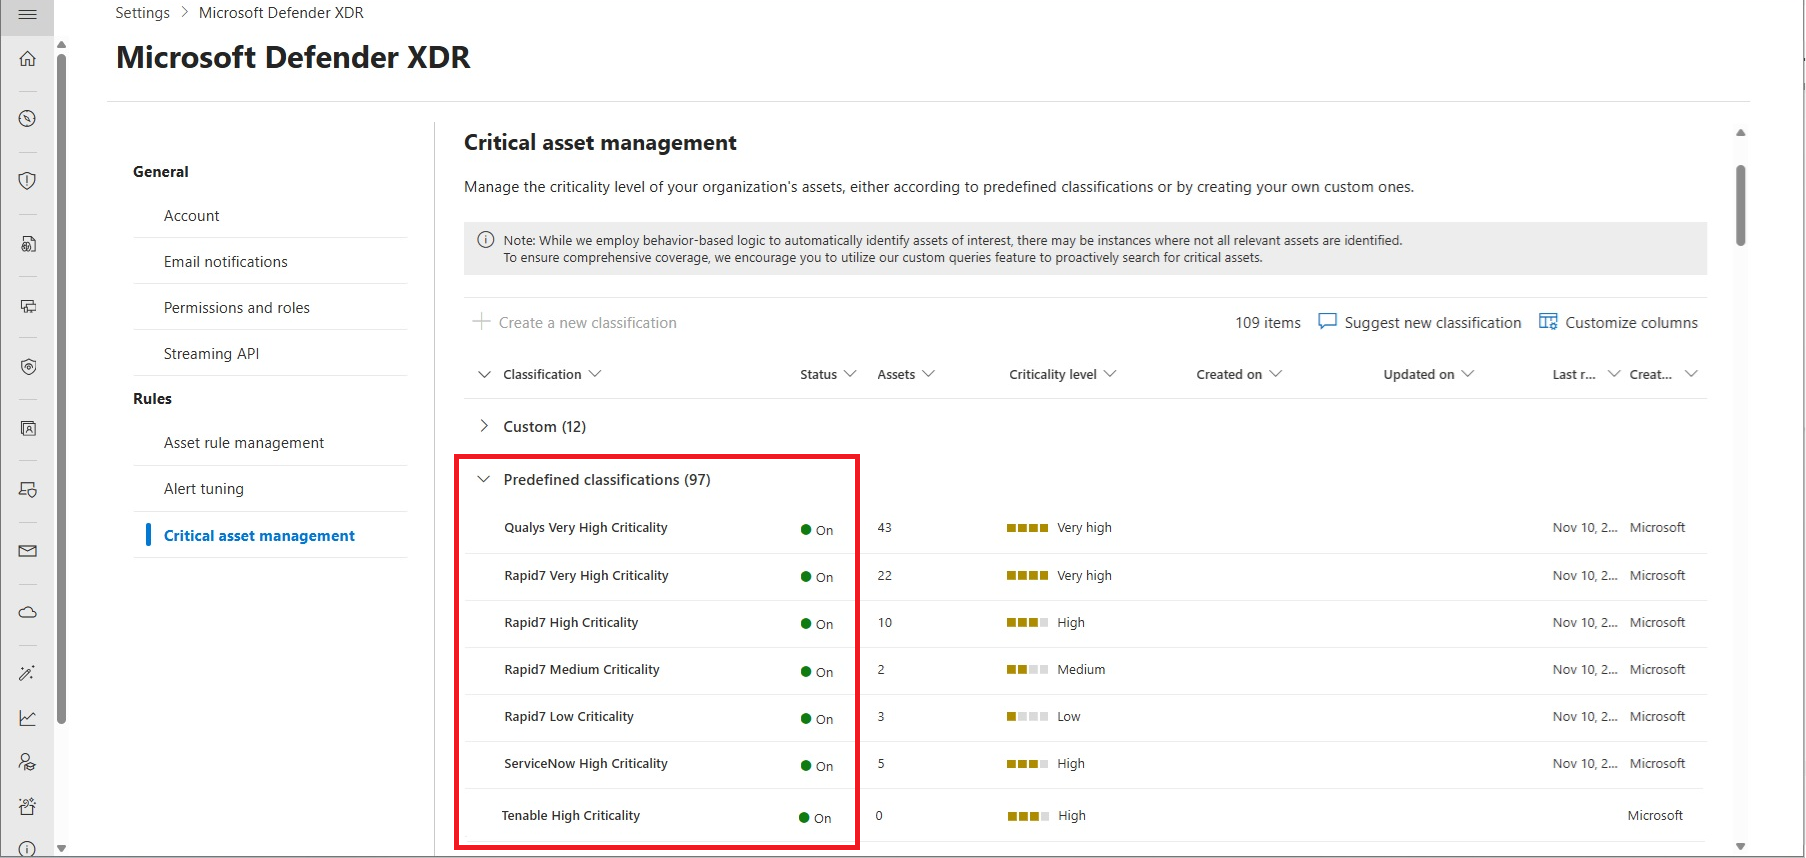 Settings > Microsoft Defender XDR
Microsoft Defender XDR
General
Account
Email notifications
Permissions and roles
Streaming API
Rules
Asset rule management
Alert tuning
Critical asset management
Critical asset management
Manage the criticality level of your organization's assets, either according to predefined classifications or by creating your own custom ones.
Note: While we employ behavior-based logic to automatically identify assets of interest, there may be instances where not all relevant assets are identified.
To ensure comprehensive coverage, we encourage you to utilize our custom queries feature to proactively search for critical assets.
Create a new classification 109 items Suggest new classification Customize columns
Classification Status Assets Criticality level Created on Updated on Last r... Creat...
Custom (12)
Predefined classifications (97)
Qualys Very High Criticality On 43 Very high Nov 10, 2... Microsoft
Rapid7 Very High Criticality On 22 Very high Nov 10, 2... Microsoft
Rapid7 High Criticality On 10 High Nov 10, 2... Microsoft
Rapid7 Medium Criticality On 2 Medium Nov 10, 2... Microsoft
Rapid7 Low Criticality On 3 Low Nov 10, 2... Microsoft
ServiceNow High Criticality On 5 High Nov 10, 2... Microsoft
Tenable High Criticality On 0 High Microsoft